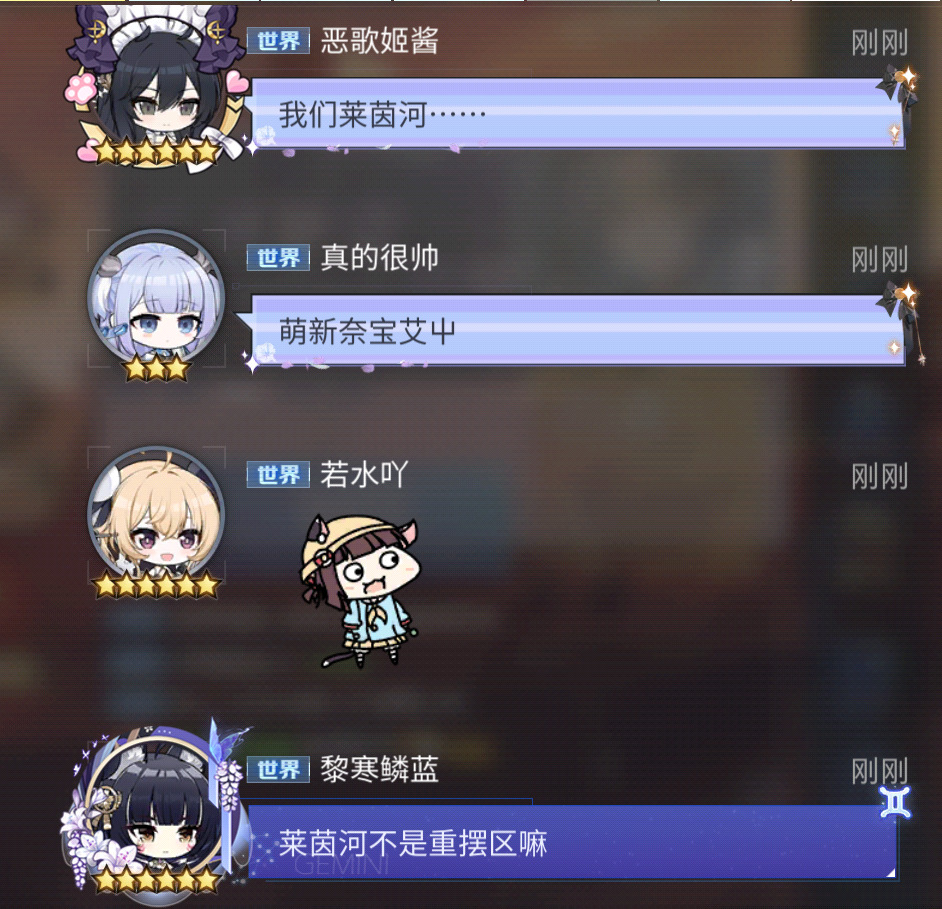 世界 恶歌姬酱 刚刚
我们莱茵河……
世界 真的很帅 刚刚
萌新奈宝艾屮
世界 若水吖 刚刚
世界 黎寒鳞蓝 刚刚
莱茵河不是重摆区嘛
GEMINI